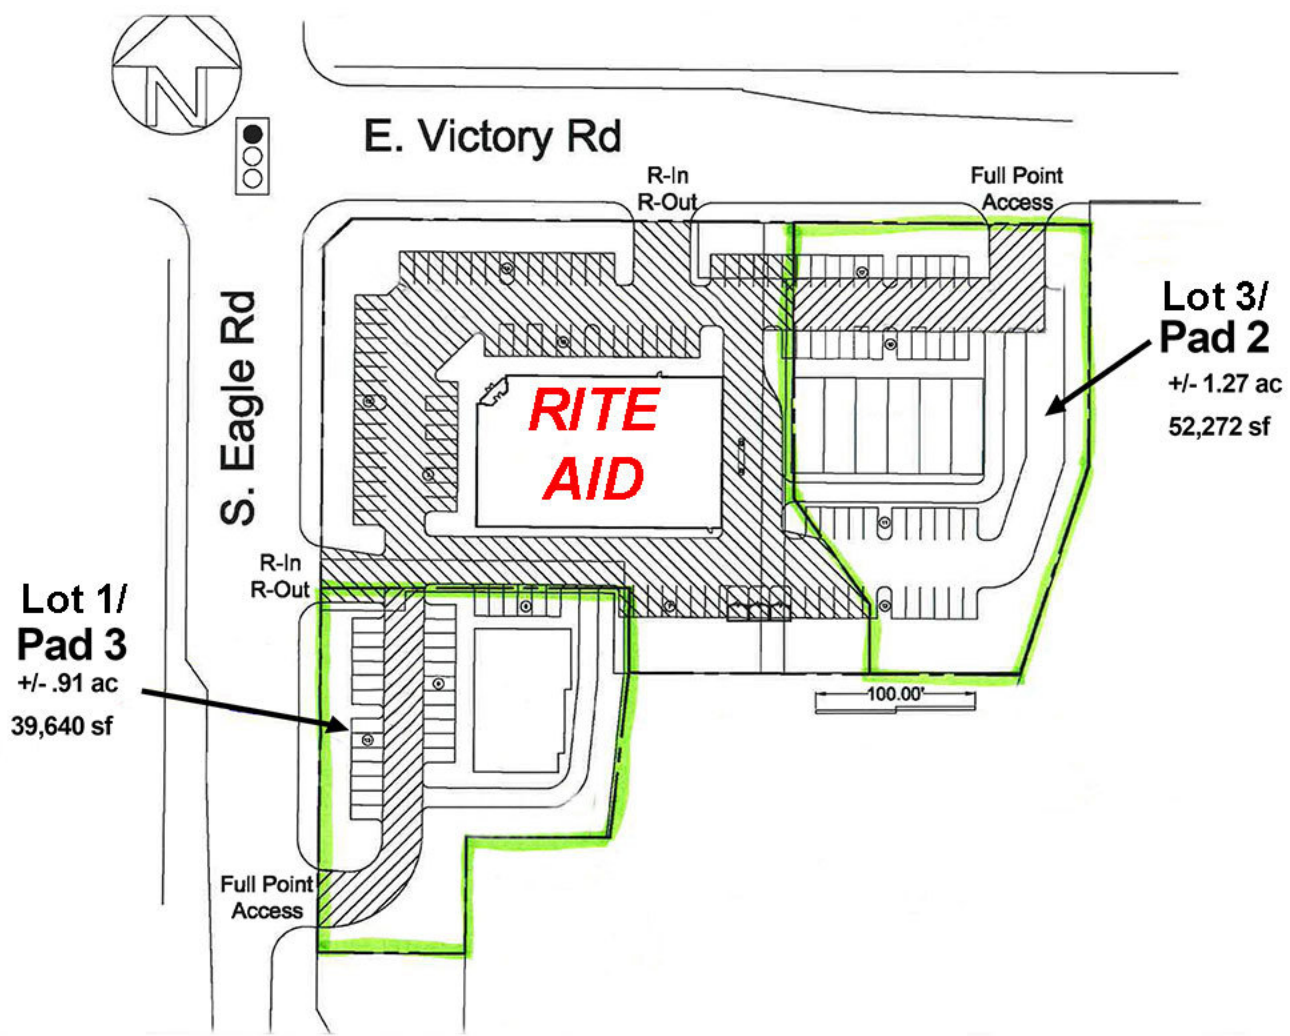 N
E. Victory Rd
R-In
R-Out
Full Point
Access
S. Eagle Rd
Lot 3/
Pad 2
+/- 1.27 ac
52,272 sf
RITE
AID
R-In
R-Out
Lot 1/
Pad 3
+/- .91 ac
39,640 sf
100.00'
Full Point
Access